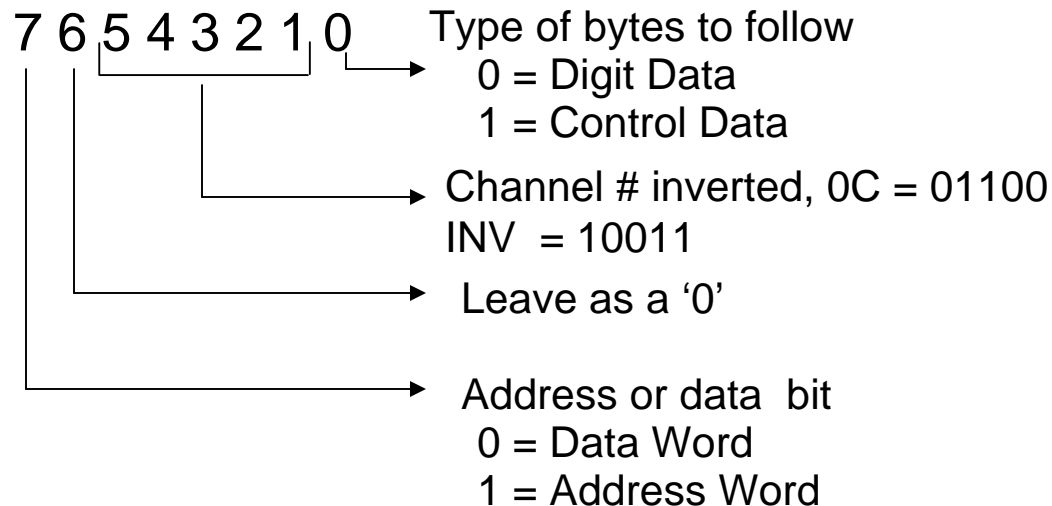 7 6 5 4 3 2 1 0 Type of bytes to follow
0 = Digit Data
1 = Control Data
Channel # inverted, 0C = 01100
INV = 10011
Leave as a ‘0’
Address or data bit
0 = Data Word
1 = Address Word